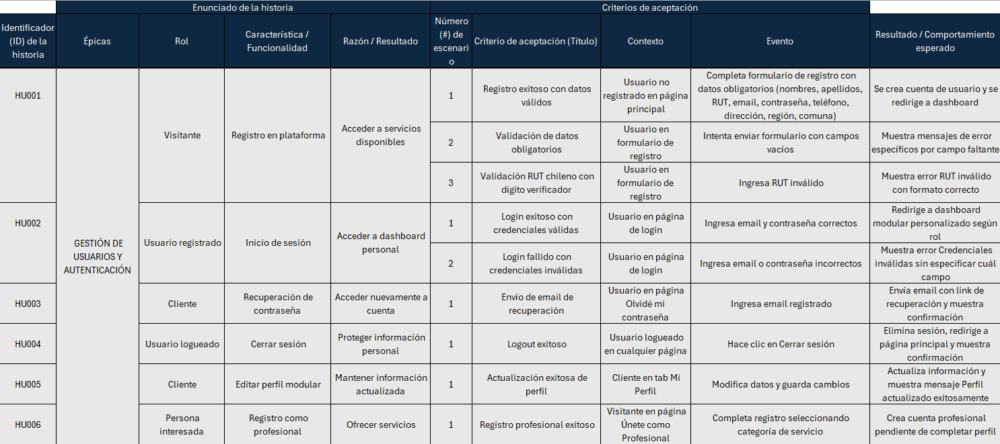 Enunciado de la historia
Criterios de aceptación
Identificador
(ID) de la
historia
Épicas
Rol
Característica /
Funcionalidad
Razón / Resultado
Número
(#) de
escenari
o
Criterio de aceptación (Título)
Contexto
Evento
Resultado / Comportamiento
esperado
HU001
GESTIÓN DE
USUARIOS Y
AUTENTICACIÓN
Visitante
Registro en plataforma
Acceder a servicios
disponibles
1
Registro exitoso con datos
válidos
Usuario no
registrado en página
principal
Completa formulario de registro con
datos obligatorios (nombres, apellidos,
RUT, email, contraseña, teléfono,
dirección, región, comuna)
Se crea cuenta de usuario y se
redirige a dashboard
2
Validación de datos
obligatorios
Usuario en
formulario de
registro
Intenta enviar formulario con campos
vacíos
Muestra mensajes de error
específicos por campo faltante
3
Validación RUT chileno con
dígito verificador
Usuario en
formulario de
registro
Ingresa RUT inválido
Muestra error RUT inválido
con formato correcto
HU002
Usuario registrado
Inicio de sesión
Acceder a dashboard
personal
1
Login exitoso con
credenciales válidas
Usuario en página
de login
Ingresa email y contraseña correctos
Redirige a dashboard
modular personalizado según
rol
2
Login fallido con
credenciales inválidas
Usuario en página
de login
Ingresa email o contraseña incorrectos
Muestra error Credenciales
inválidas sin especificar cuál
campo
HU003
Cliente
Recuperación de
contraseña
Acceder nuevamente a
cuenta
1
Envío de email de
recuperación
Usuario en página
Olvidé mi
contraseña
Ingresa email registrado
Envía email con link de
recuperación y muestra
confirmación
HU004
Usuario logueado
Cerrar sesión
Proteger información
personal
1
Logout exitoso
Usuario logueado
en cualquier página
Hace clic en Cerrar sesión
Elimina sesión, redirige a
página principal y muestra
confirmación
HU005
Cliente
Editar perfil modular
Mantener información
actualizada
1
Actualización exitosa de
perfil
Cliente en tab Mi
Perfil
Modifica datos y guarda cambios
Actualiza información y
muestra mensaje Perfil
actualizado exitosamente
HU006
Persona
interesada
Registro como
profesional
Ofrecer servicios
1
Registro profesional exitoso
Visitante en página
Únete como
Profesional
Completa registro seleccionando
categoría de servicio
Crea cuenta profesional
pendiente de completar perfil